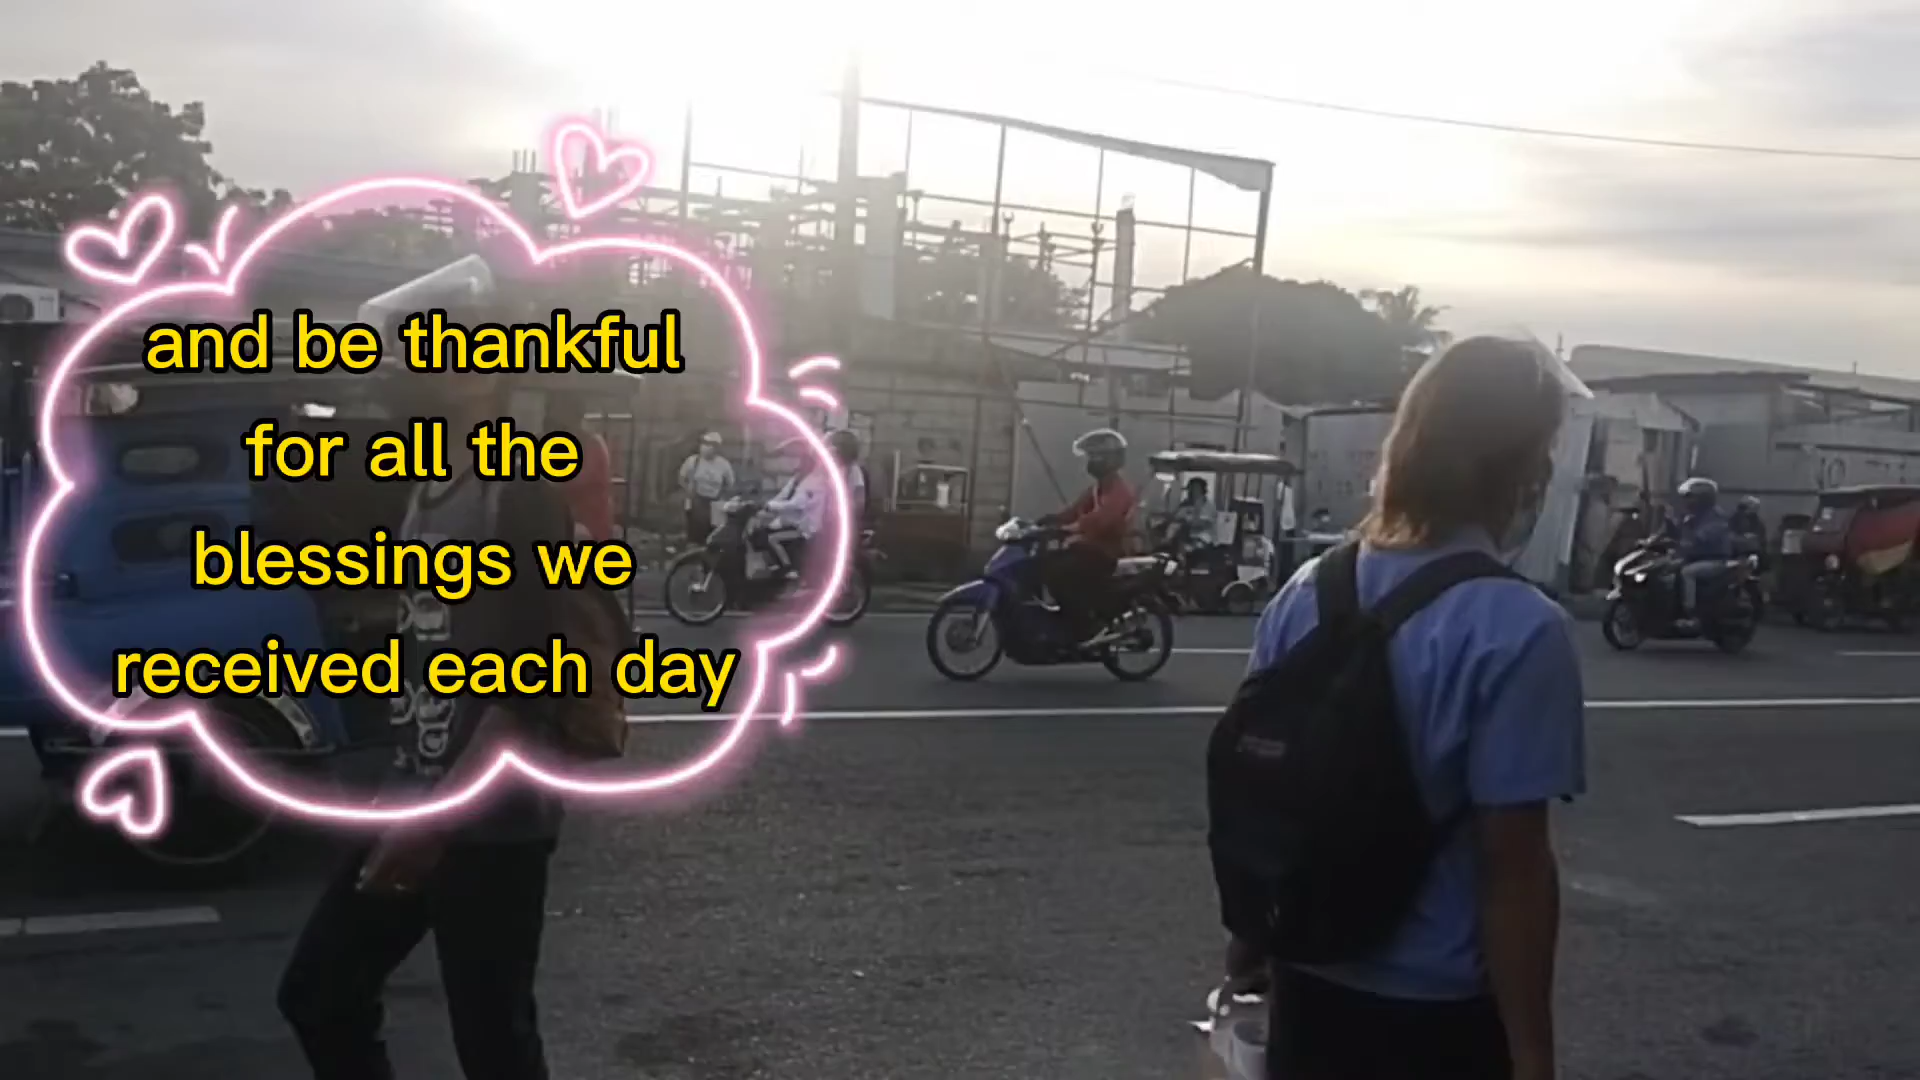 and be thankful
for all the
blessings we
received each day